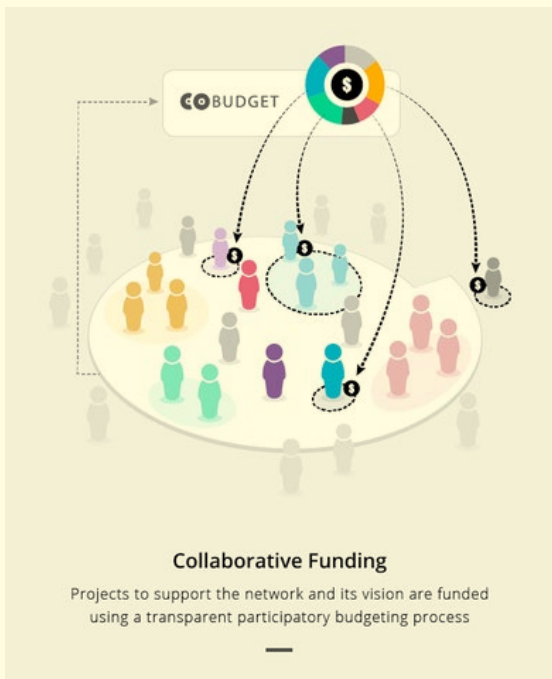 COBUDGET
$
$
$
$
$
Collaborative Funding
Projects to support the network and its vision are funded
using a transparent participatory budgeting process